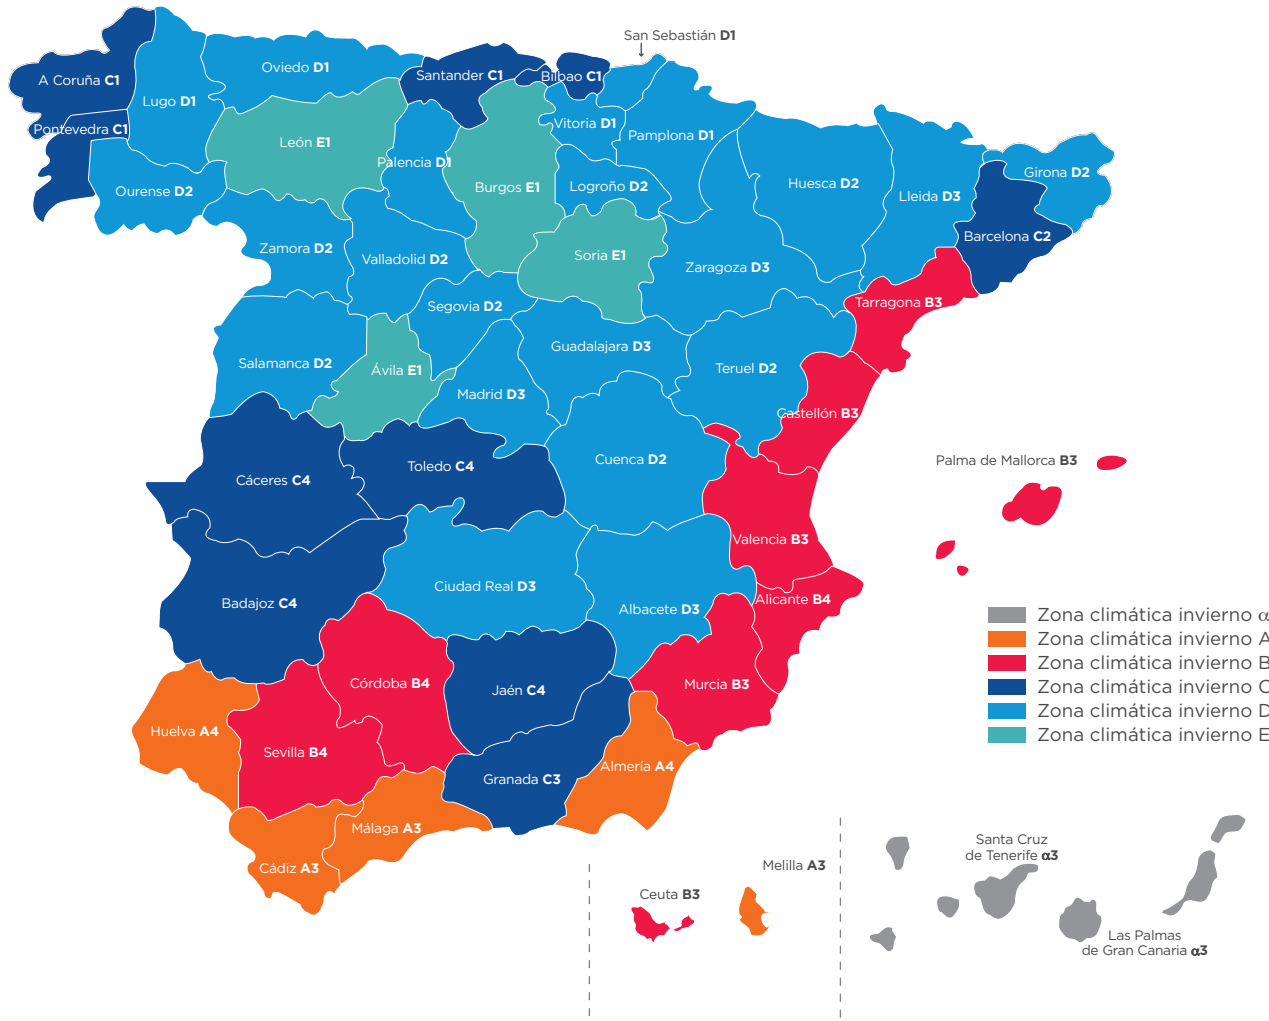 San Sebastián D1
Oviedo D1
Santander C1
Bilbao C1
A Coruña C1
Lugo D1
Vitoria D1
Pamplona D1
Pontevedra C1
León E1
Palencia D1
Girona D2
Ourense D2
Burgos E1
Logroño D2
Huesca D2
Lleida D3
Barcelona C2
Zamora D2
Valladolid D2
Soria E1
Zaragoza D3
Segovia D2
Tarragona B3
Guadalajara D3
Salamanca D2
Ávila E1
Teruel D2
Madrid D3
Castellón B3
Cuenca D2
Palma de Mallorca B3
Toledo C4
Cáceres C4
Valencia B3
Ciudad Real D3
Badajoz C4
Albacete D3
Alicante B4
Zona climática invierno α
Zona climática invierno A
Zona climática invierno B
Zona climática invierno C
Zona climática invierno D
Zona climática invierno E
Córdoba B4
Jaén C4
Murcia B3
Huelva A4
Sevilla B4
Almería A4
Granada C3
Málaga A3
Cádiz A3
Melilla A3
Ceuta B3
Santa Cruz
de Tenerife α3
Las Palmas
de Gran Canaria α3